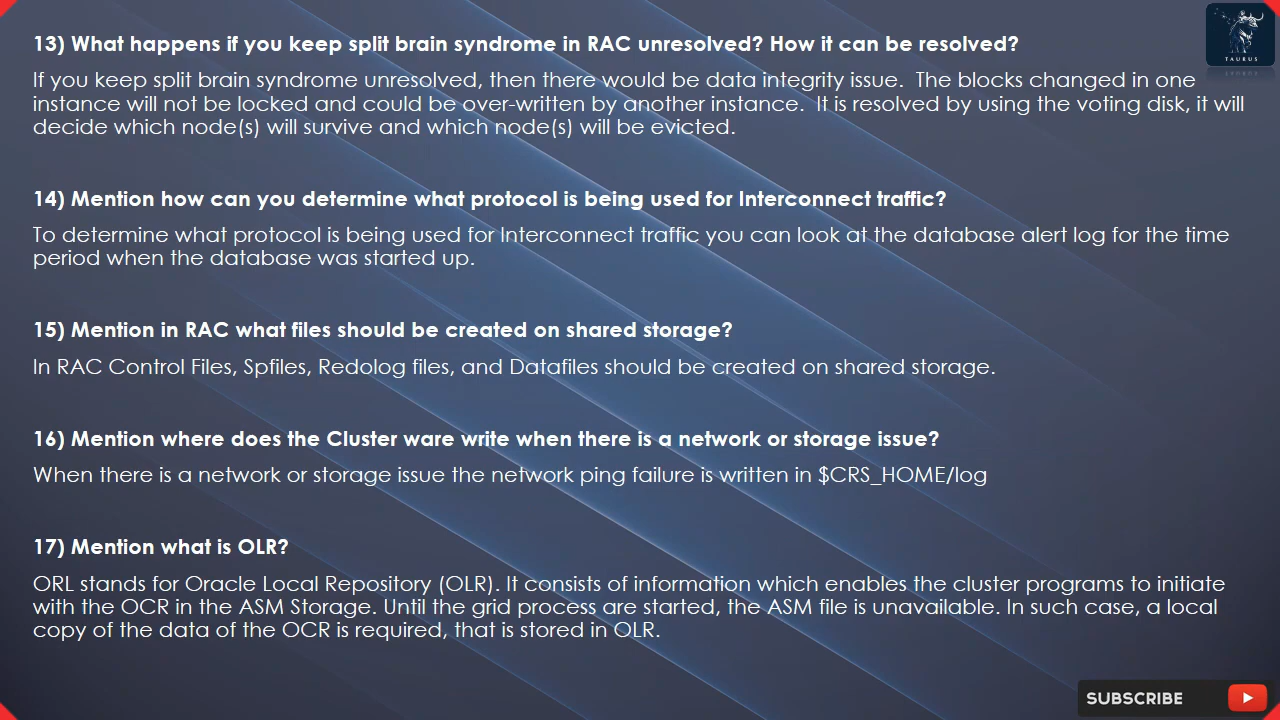 13) What happens if you keep split brain syndrome in RAC unresolved? How it can be resolved?
If you keep split brain syndrome unresolved, then there would be data integrity issue.  The blocks changed in one
instance will not be locked and could be over-written by another instance.  It is resolved by using the voting disk, it will
decide which node(s) will survive and which node(s) will be evicted.
14) Mention how can you determine what protocol is being used for Interconnect traffic?
To determine what protocol is being used for Interconnect traffic you can look at the database alert log for the time
period when the database was started up.
15) Mention in RAC what files should be created on shared storage?
In RAC Control Files, Spfiles, Redolog files, and Datafiles should be created on shared storage.
16) Mention where does the Cluster ware write when there is a network or storage issue?
When there is a network or storage issue the network ping failure is written in $CRS_HOME/log
17) Mention what is OLR?
ORL stands for Oracle Local Repository (OLR). It consists of information which enables the cluster programs to initiate
with the OCR in the ASM Storage. Until the grid process are started, the ASM file is unavailable. In such case, a local
copy of the data of the OCR is required, that is stored in OLR.
TAURUS
SUBSCRIBE